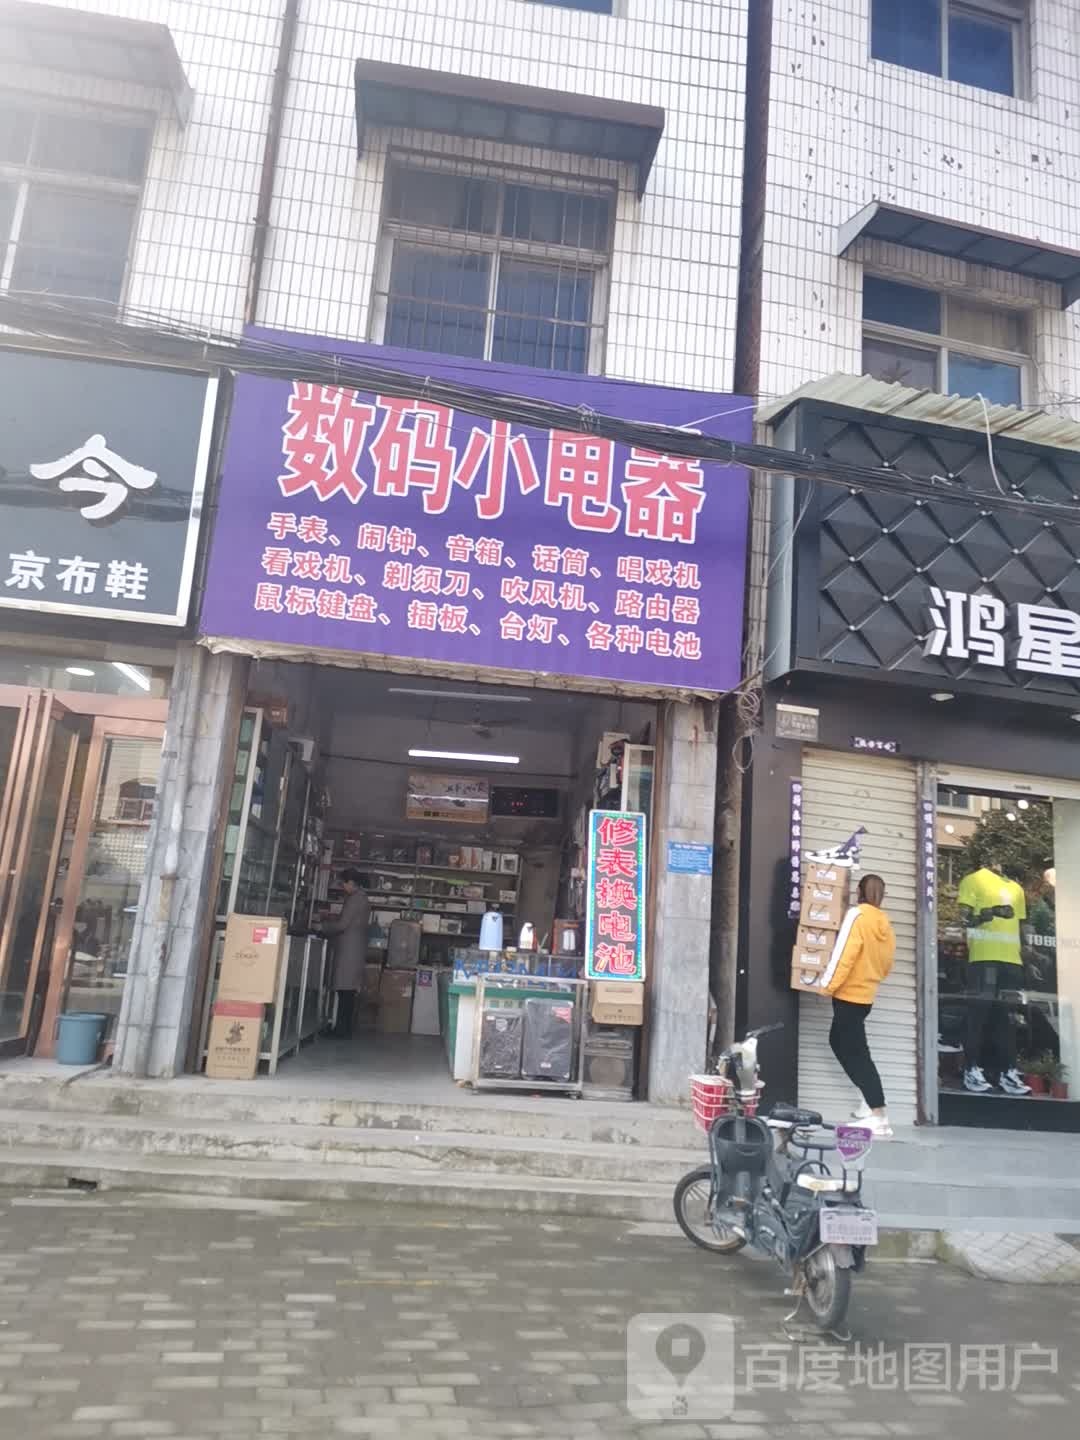 今
京布鞋
数码小电器
手表、闹钟、音箱、话筒、唱戏机
看戏机、剃须刀、吹风机、路由器
鼠标键盘、插板、台灯、各种电池
鸿星
修表换电池
百度地图用户